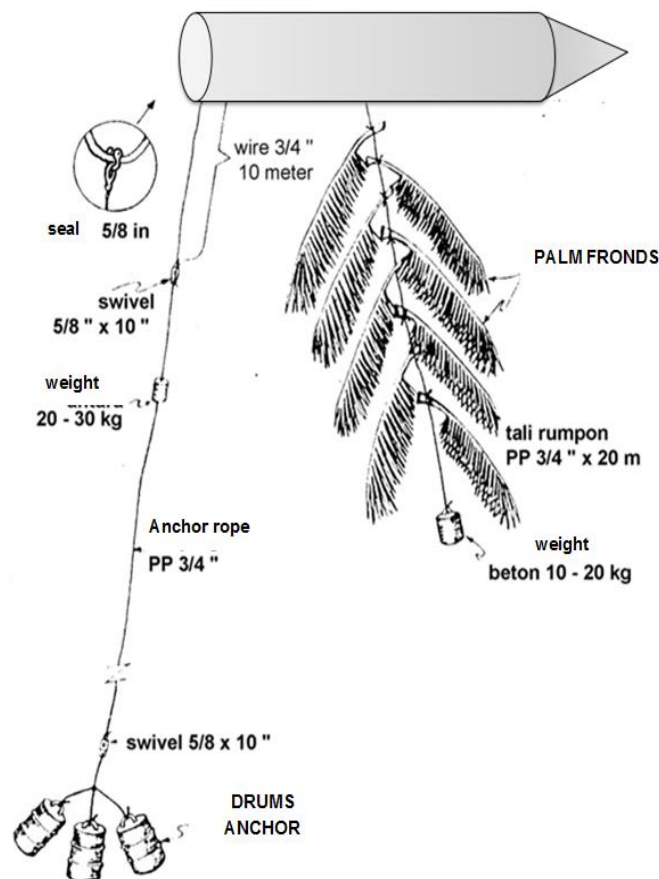 wire 3/4 "
10 meter
seal 5/8 in
PALM FRONDS
swivel
5/8 " x 10 "
weight
20 - 30 kg
tali rumpon
PP 3/4 " x 20 m
Anchor rope
PP 3/4 "
weight
beton 10 - 20 kg
swivel 5/8 x 10 "
DRUMS
ANCHOR